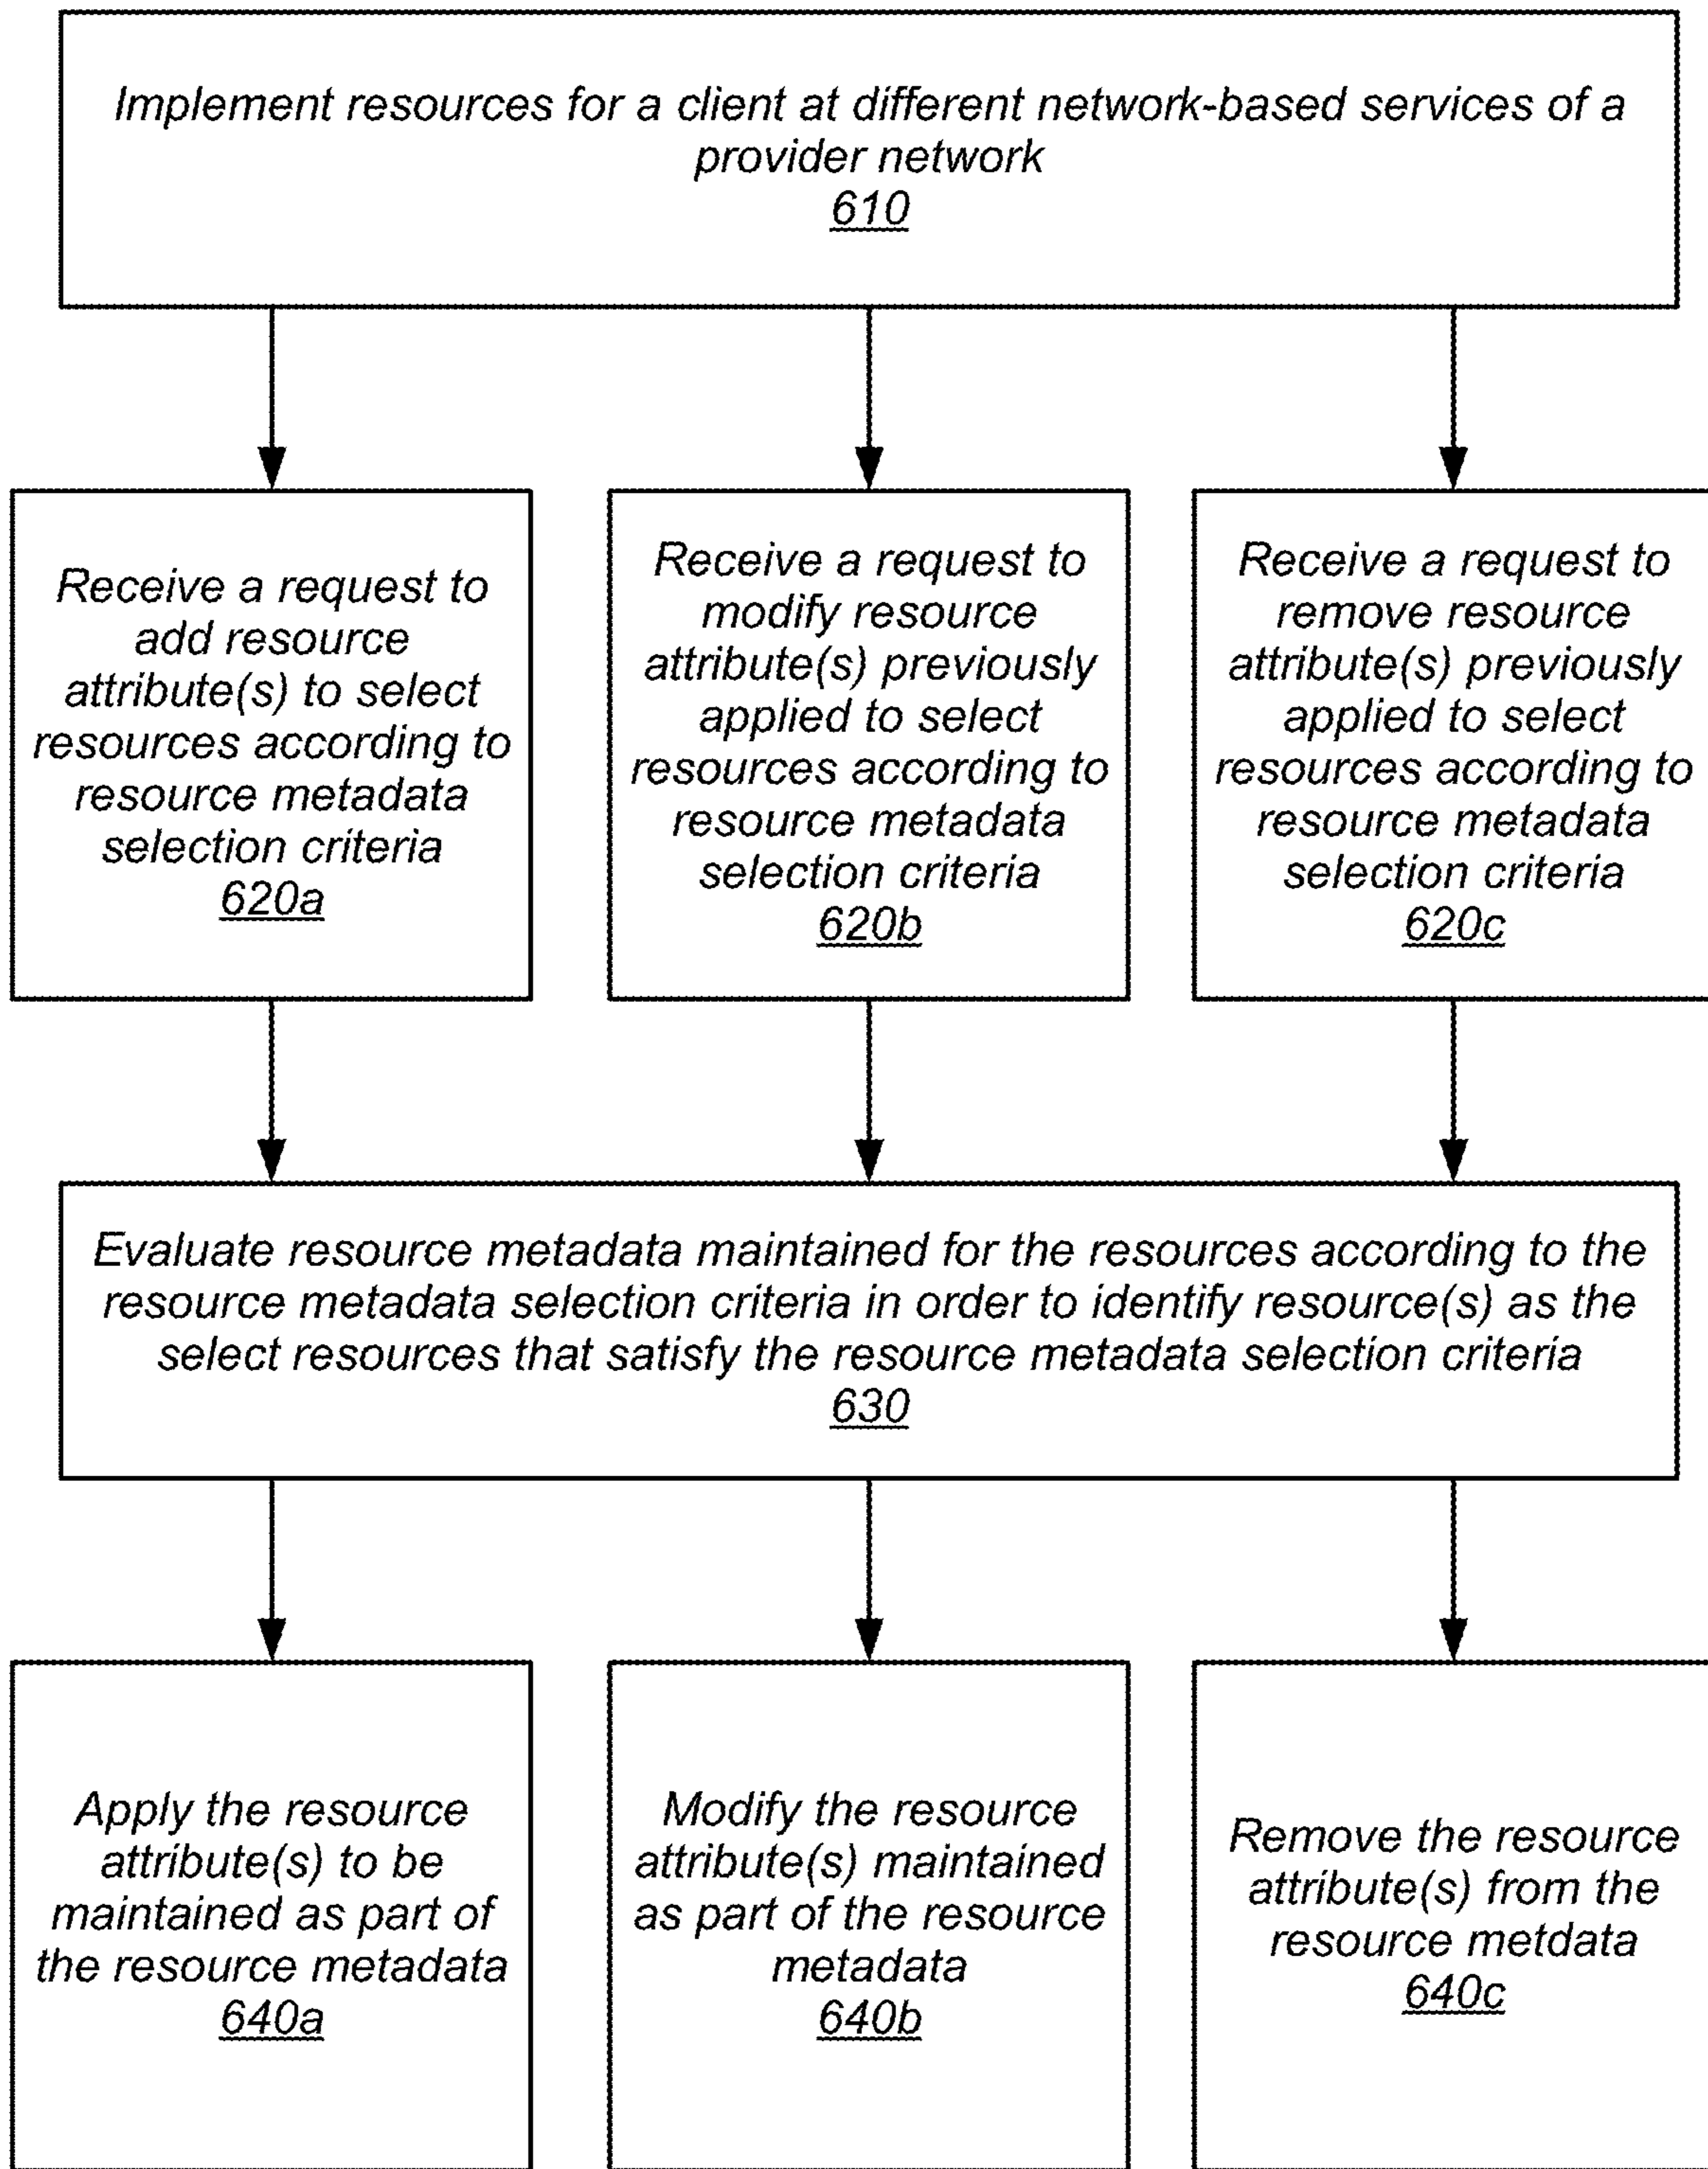 Implement resources for a client at different network-based services of a
provider network
610
Receive a request to
add resource
attribute(s) to select
resources according to
resource metadata
selection criteria
620a
Receive a request to
modify resource
attribute(s) previously
applied to select
resources according to
resource metadata
selection criteria
620b
Receive a request to
remove resource
attribute(s) previously
applied to select
resources according to
resource metadata
selection criteria
620c
Evaluate resource metadata maintained for the resources according to the
resource metadata selection criteria in order to identify resource(s) as the
select resources that satisfy the resource metadata selection criteria
630
Apply the resource
attribute(s) to be
maintained as part of
the resource metadata
640a
Modify the resource
attribute(s) maintained
as part of the resource
metadata
640b
Remove the resource
attribute(s) from the
resource metdata
640c